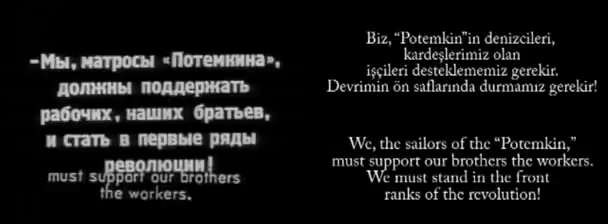 –Мы, матросы «Потемкина»,
должны поддержать
рабочих, наших братьев,
и стать в первые ряды
революции!
must support our brothers
the workers.
Biz, “Potemkin”in denizcileri,
kardeşlerimiz olan
işçileri desteklememiz gerekir.
Devrimin ön saflarında durmamız gerekir!
We, the sailors of the “Potemkin,”
must support our brothers the workers.
We must stand in the front
ranks of the revolution!